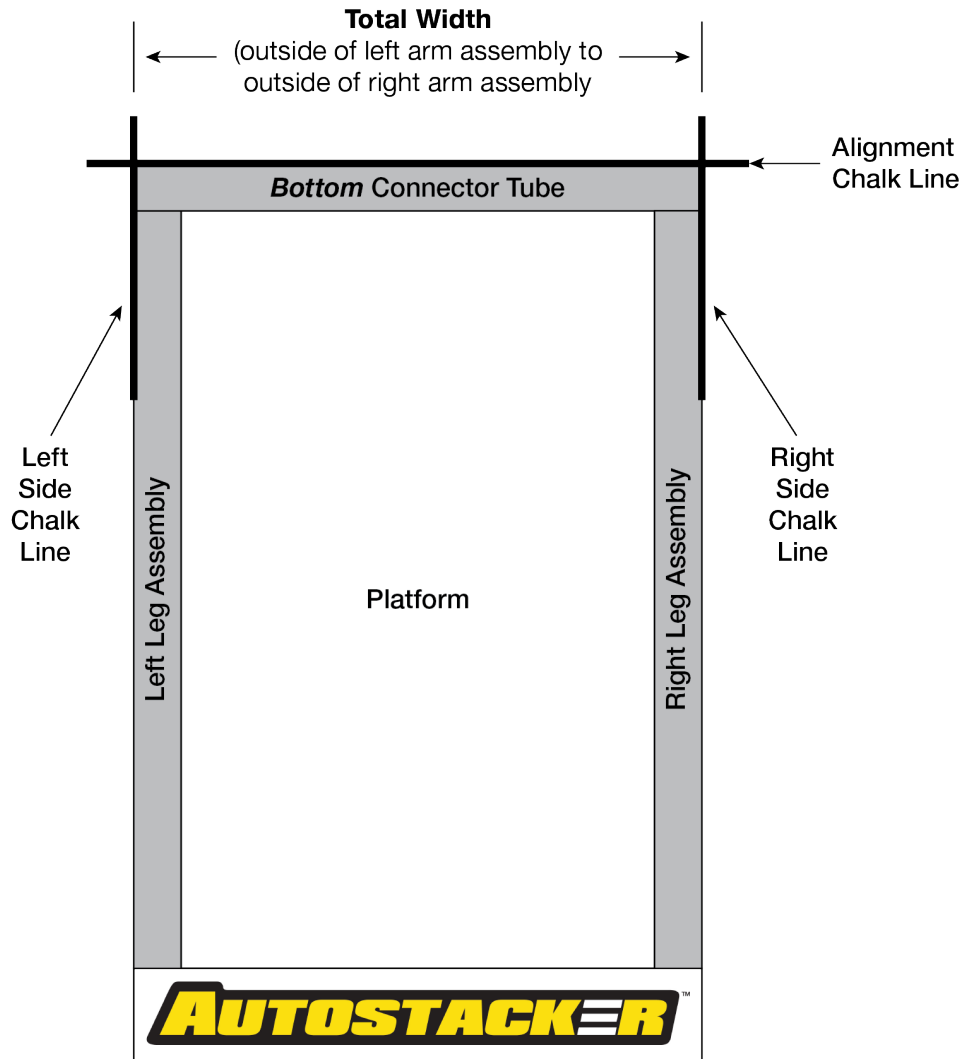 Total Width
(outside of left arm assembly to
outside of right arm assembly
Alignment
Chalk Line
Bottom Connector Tube
Left
Side
Chalk
Line
Right
Side
Chalk
Line
Left Leg Assembly
Right Leg Assembly
Platform
AUTOSTACKER™